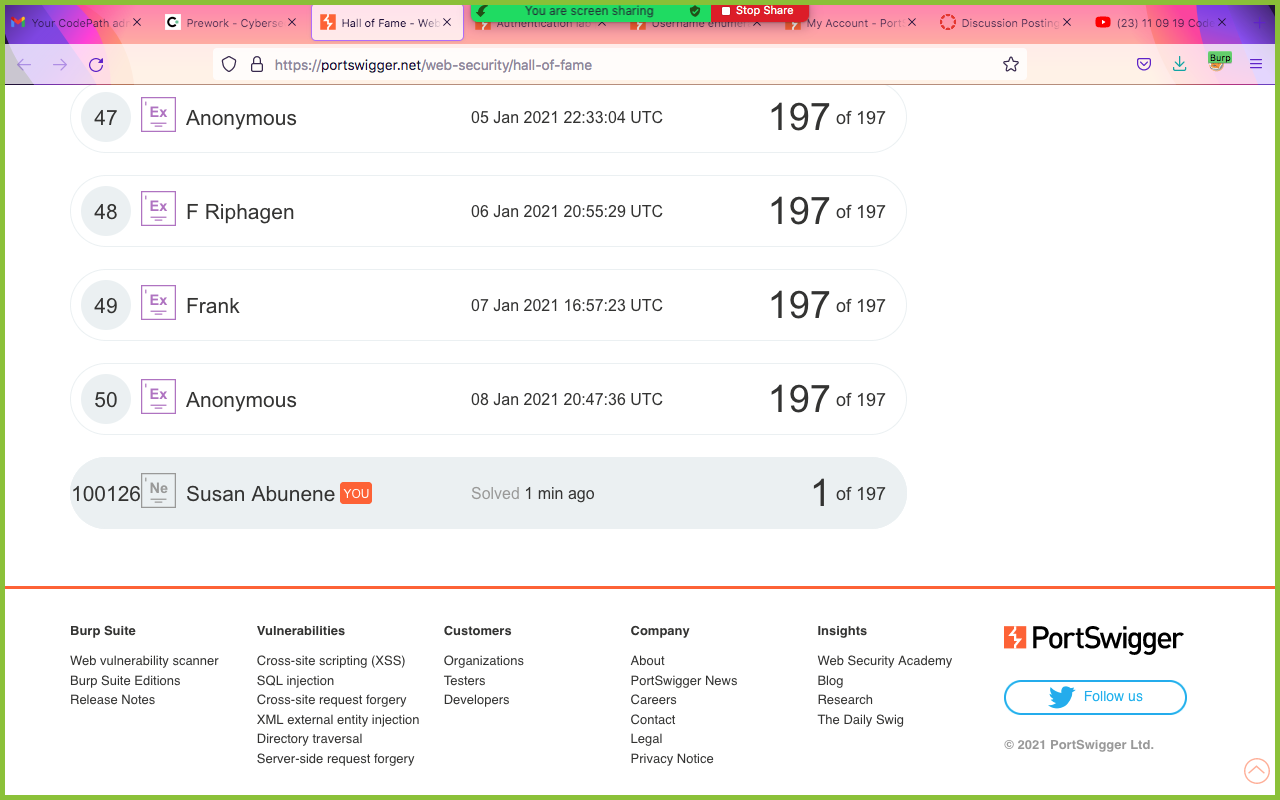 Your CodePath adm
Prework - Cyberse
Hall of Fame - Web
Authentication lab
Username enumer
My Account - Ports
Discussion Posting
(23) 11 09 19 Code
You are screen sharing
Stop Share
https://portswigger.net/web-security/hall-of-fame
Burp
47 Ex Anonymous 05 Jan 2021 22:33:04 UTC 197 of 197
48 Ex F Riphagen 06 Jan 2021 20:55:29 UTC 197 of 197
49 Ex Frank 07 Jan 2021 16:57:23 UTC 197 of 197
50 Ex Anonymous 08 Jan 2021 20:47:36 UTC 197 of 197
100126 Ne Susan Abunene YOU Solved 1 min ago 1 of 197
Burp Suite
Web vulnerability scanner
Burp Suite Editions
Release Notes
Vulnerabilities
Cross-site scripting (XSS)
SQL injection
Cross-site request forgery
XML external entity injection
Directory traversal
Server-side request forgery
Customers
Organizations
Testers
Developers
Company
About
PortSwigger News
Careers
Contact
Legal
Privacy Notice
Insights
Web Security Academy
Blog
Research
The Daily Swig
PortSwigger
Follow us
© 2021 PortSwigger Ltd.